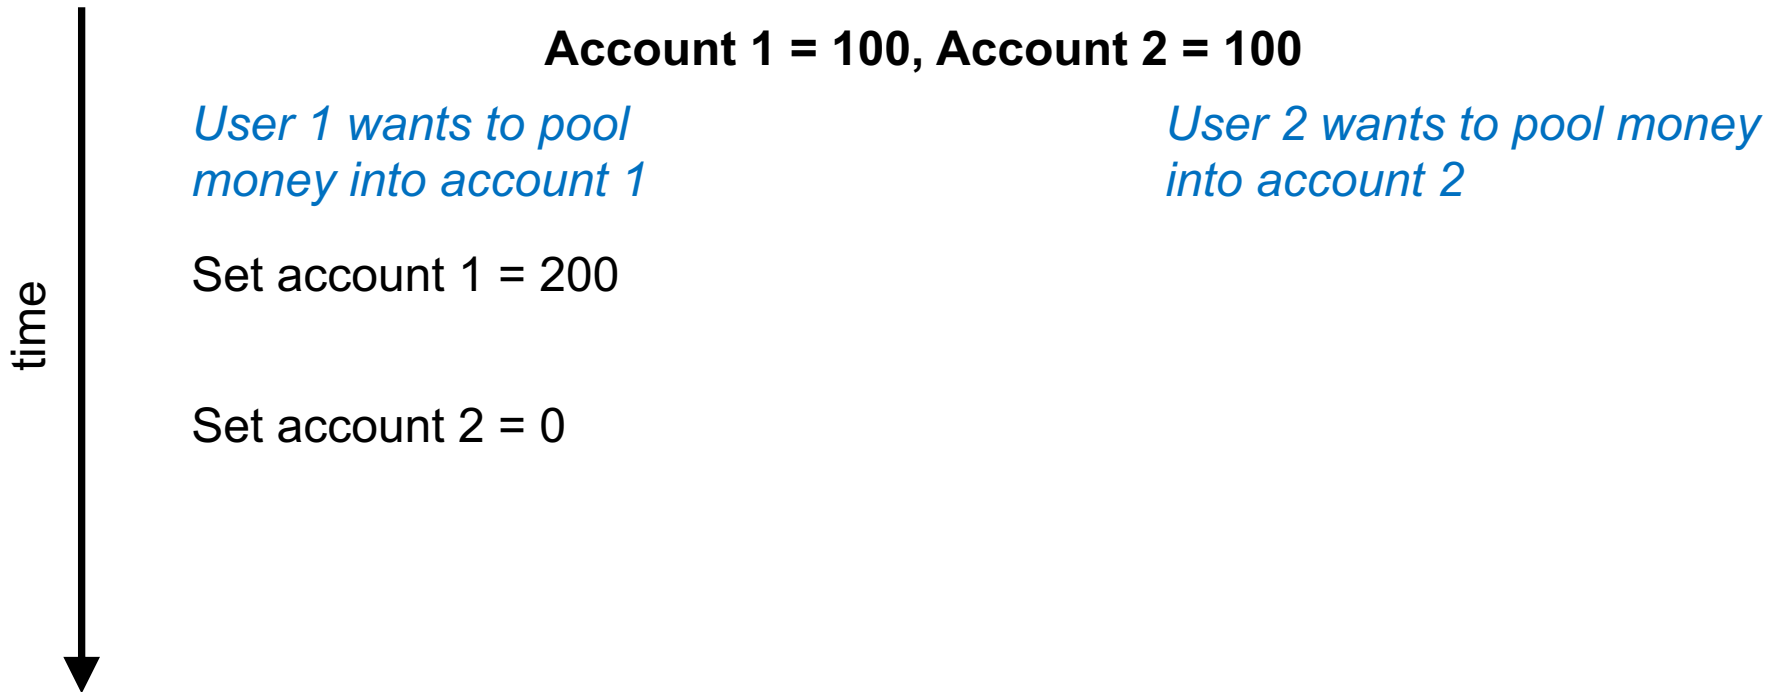 Account 1 = 100, Account 2 = 100
User 1 wants to pool
money into account 1
User 2 wants to pool money
into account 2
Set account 1 = 200
time
Set account 2 = 0